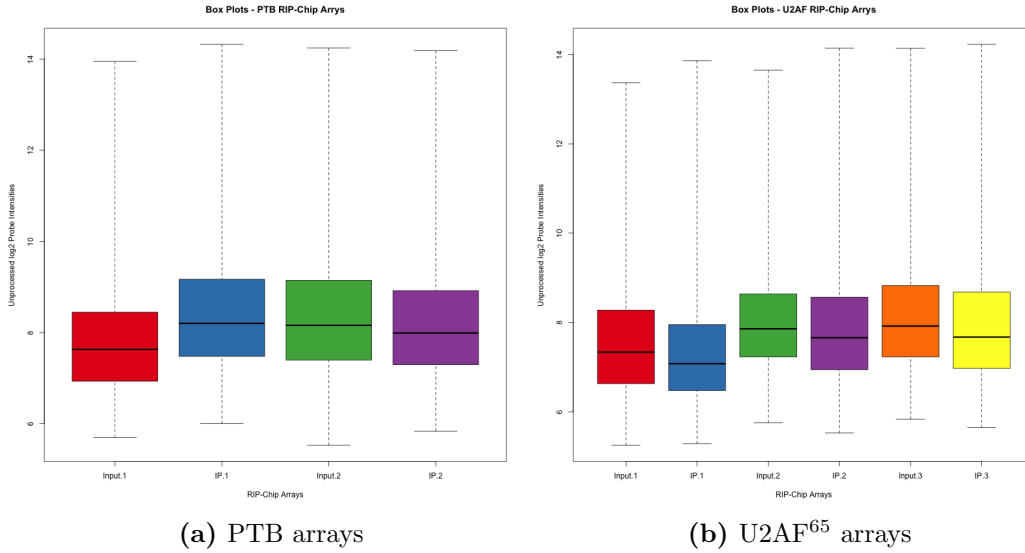 Box Plots - PTB RIP-Chip Arrys
Unprocessed log2 Probe Intensities
14
12
10
8
6
Input.1 IP.1 Input.2 IP.2
RIP-Chip Arrays
(a) PTB arrays
Box Plots - U2AF RIP-Chip Arrys
Unprocessed log2 Probe Intensities
14
12
10
8
6
Input.1 IP.1 Input.2 IP.2 Input.3 IP.3
RIP-Chip Arrays
(b) U2AF⁶⁵ arrays